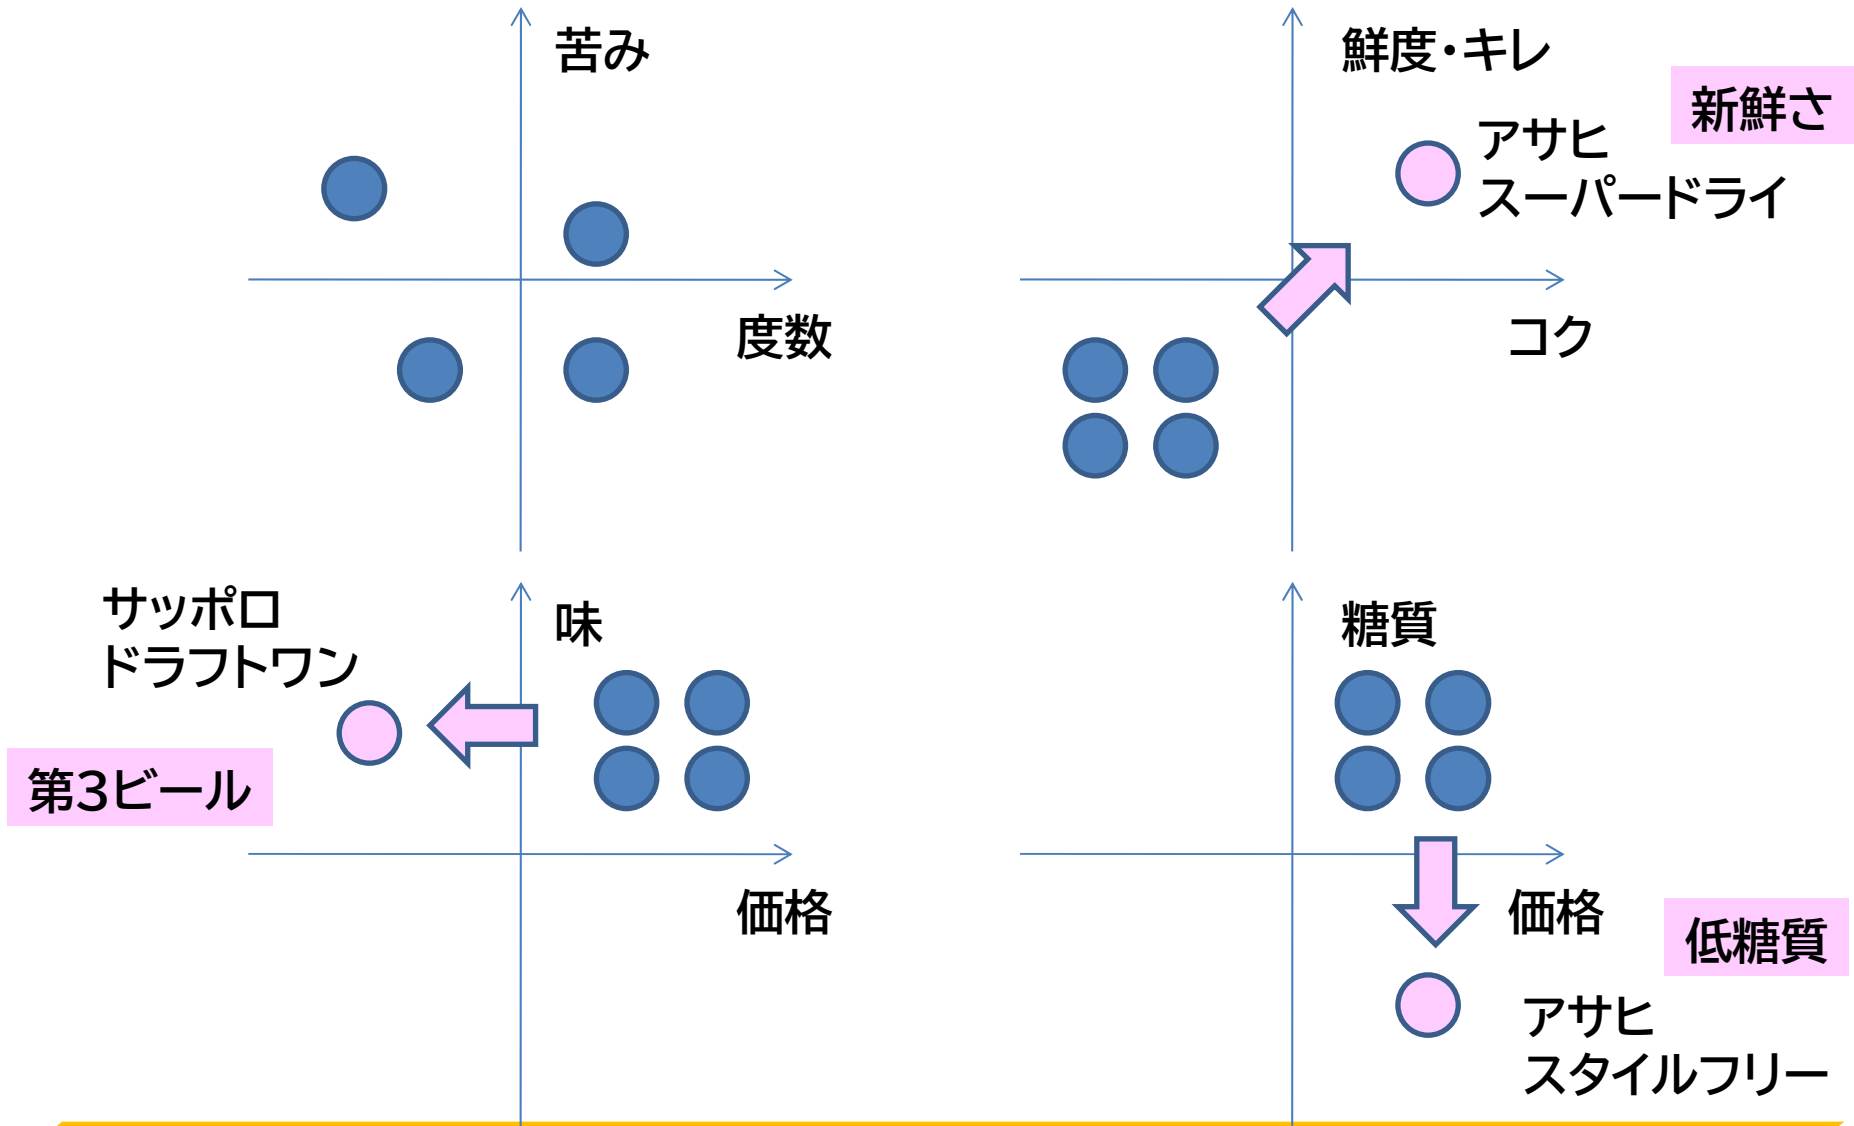 苦み
度数
鮮度・キレ
新鮮さ
アサヒ
スーパードライ
コク
サッポロ
ドラフトワン
味
第3ビール
価格
糖質
価格
低糖質
アサヒ
スタイルフリー